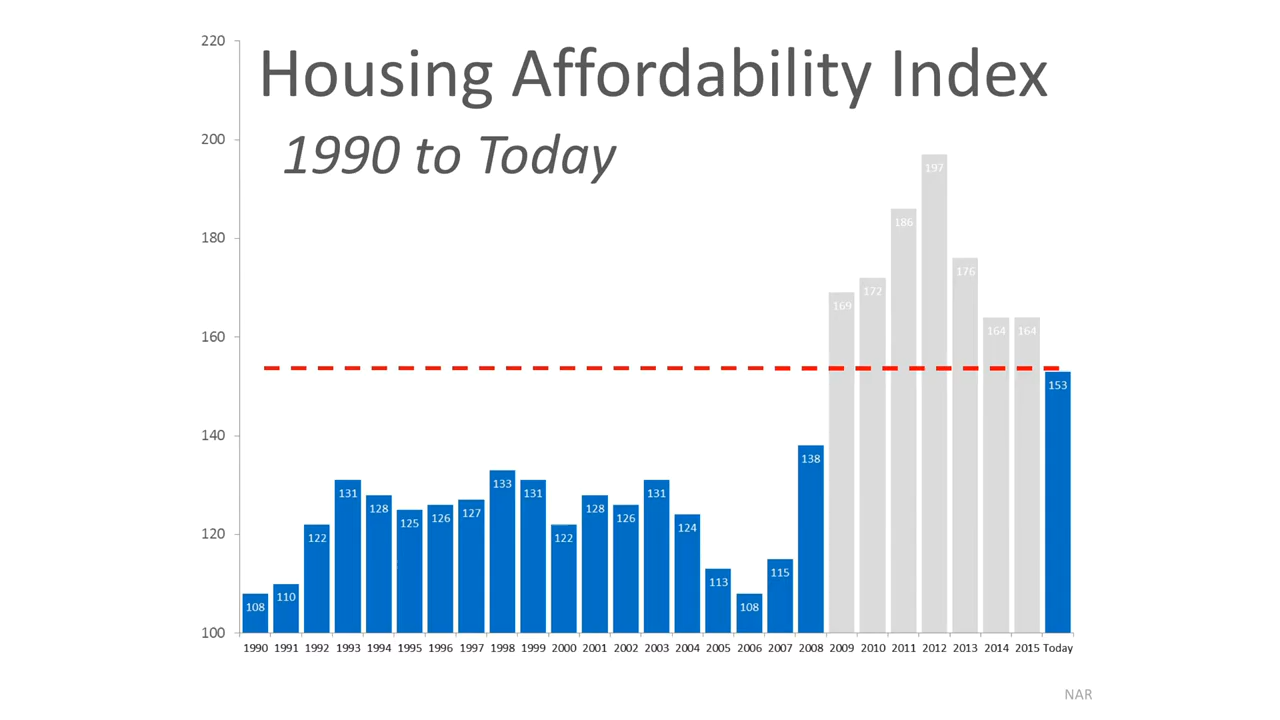 Housing Affordability Index
1990 to Today
220
200
180
160
140
120
100
108 110 122 131 128 125 126 127 133 131 122 128 126 131 124 113 108 115 138 169 172 186 197 176 164 164 153
1990 1991 1992 1993 1994 1995 1996 1997 1998 1999 2000 2001 2002 2003 2004 2005 2006 2007 2008 2009 2010 2011 2012 2013 2014 2015 Today
NAR